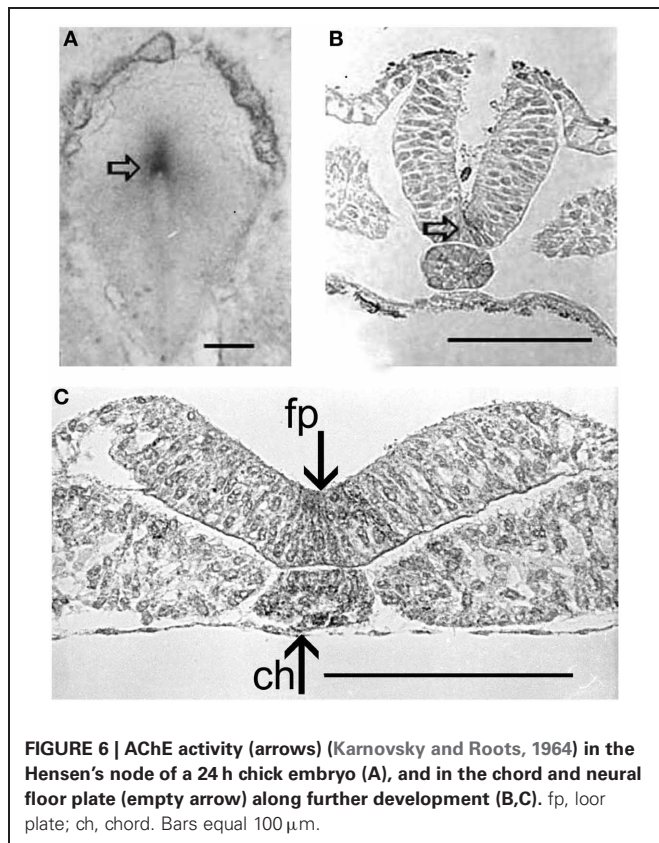 A
B
C
fp
ch
FIGURE 6 | AChE activity (arrows) (Karnovsky and Roots, 1964) in the
Hensen's node of a 24 h chick embryo (A), and in the chord and neural
floor plate (empty arrow) along further development (B,C). fp, loor
plate; ch, chord. Bars equal 100 μm.